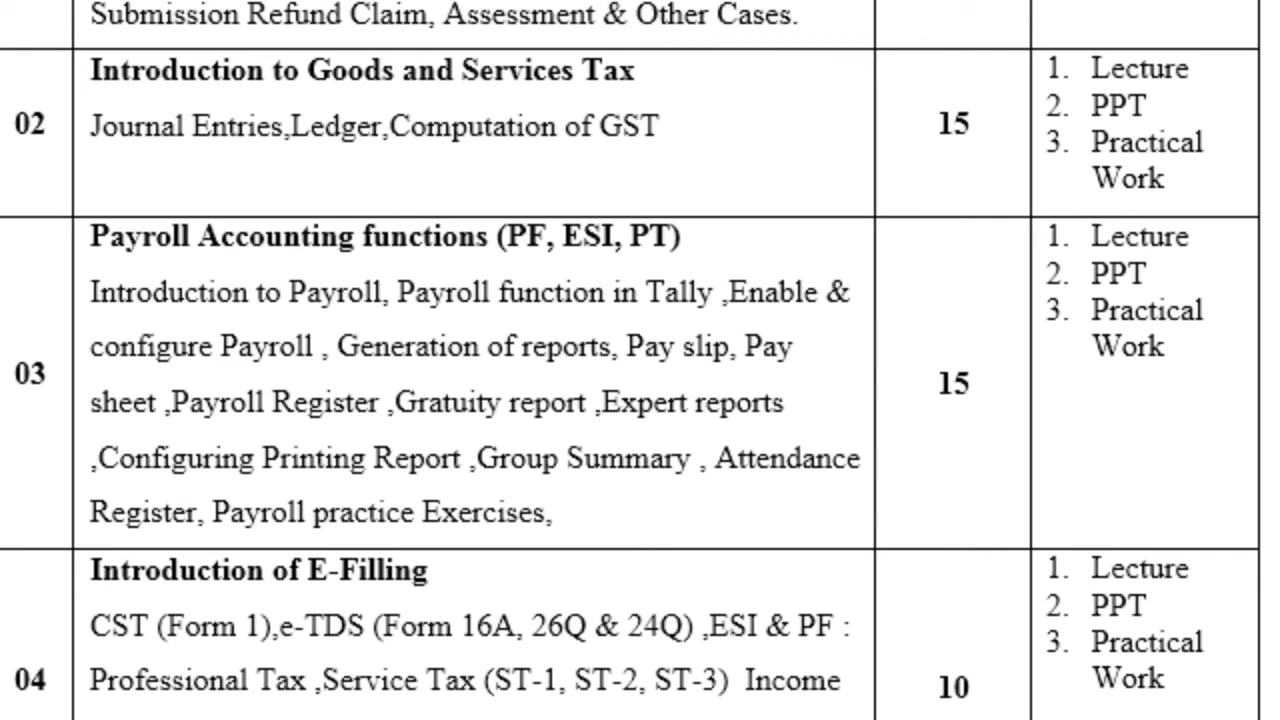 Submission Refund Claim, Assessment & Other Cases.
02
Introduction to Goods and Services Tax
Journal Entries,Ledger,Computation of GST
15
1. Lecture
2. PPT
3. Practical
Work
03
Payroll Accounting functions (PF, ESI, PT)
Introduction to Payroll, Payroll function in Tally ,Enable &
configure Payroll , Generation of reports, Pay slip, Pay
sheet ,Payroll Register ,Gratuity report ,Expert reports
,Configuring Printing Report ,Group Summary , Attendance
Register, Payroll practice Exercises,
15
1. Lecture
2. PPT
3. Practical
Work
04
Introduction of E-Filling
CST (Form 1),e-TDS (Form 16A, 26Q & 24Q) ,ESI & PF :
Professional Tax ,Service Tax (ST-1, ST-2, ST-3) Income
10
1. Lecture
2. PPT
3. Practical
Work